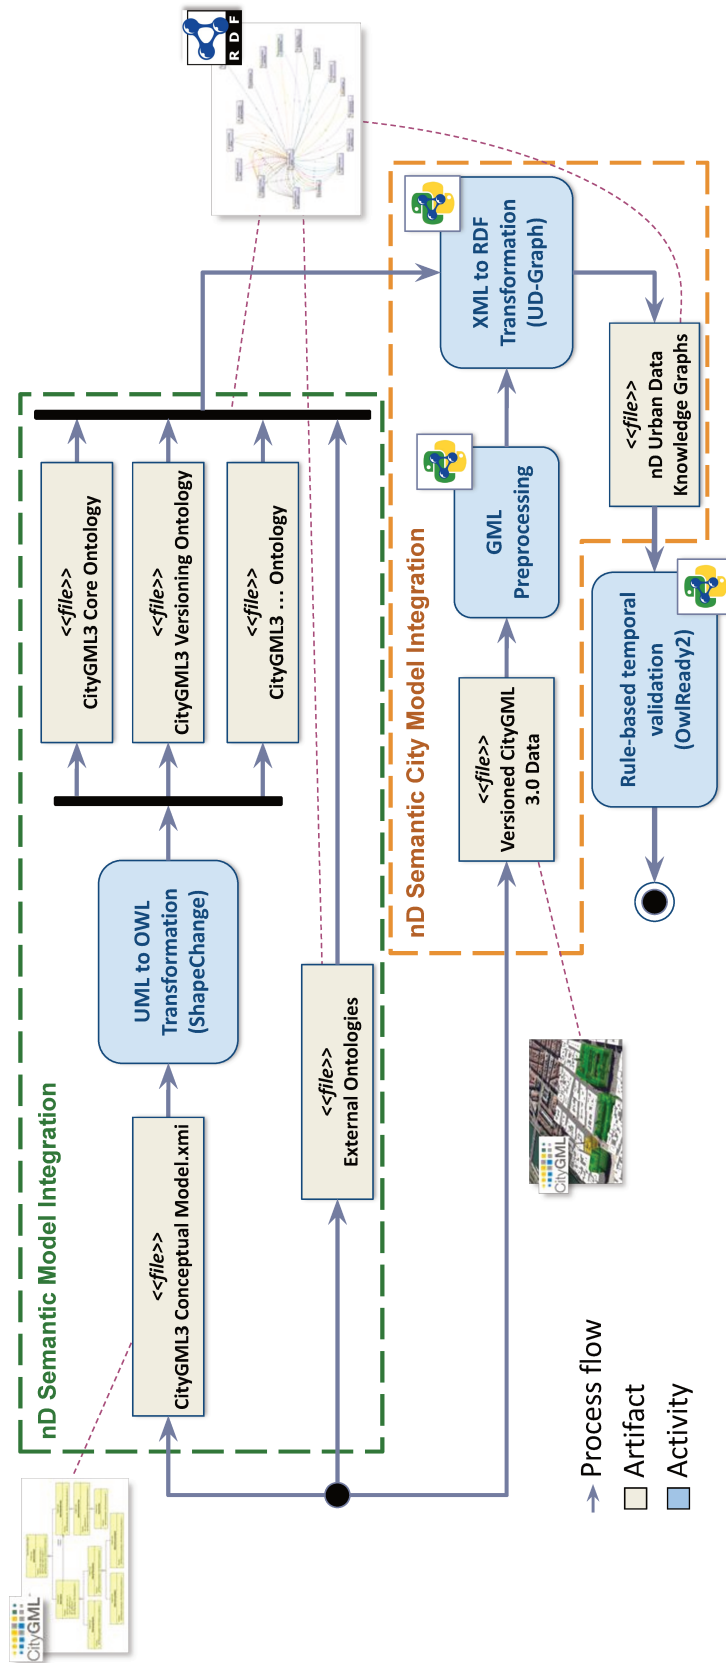 CityGML
nD Semantic Model Integration
<<file>>
CityGML3 Conceptual Model.xmi
UML to OWL
Transformation
(ShapeChange)
<<file>>
CityGML3 Core Ontology
<<file>>
CityGML3 Versioning Ontology
<<file>>
CityGML3 ... Ontology
<<file>>
External Ontologies
RDF
nD Semantic City Model Integration
<<file>>
Versioned CityGML
3.0 Data
GML
Preprocessing
XML to RDF
Transformation
(UD-Graph)
<<file>>
nD Urban Data
Knowledge Graphs
Rule-based temporal
validation
(OwlReady2)
CityGML
Process flow
Artifact
Activity